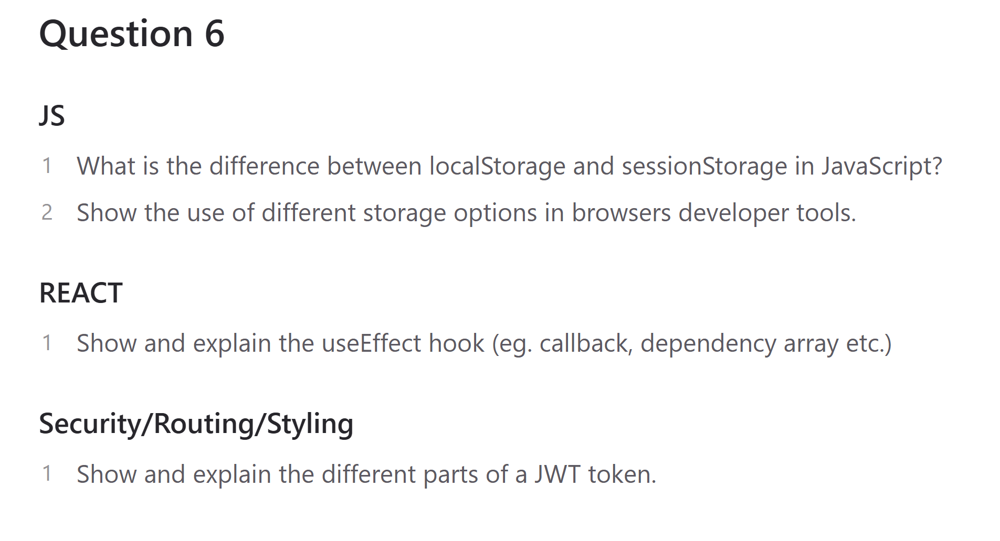 Question 6
JS
1 What is the difference between localStorage and sessionStorage in JavaScript?
2 Show the use of different storage options in browsers developer tools.
REACT
1 Show and explain the useEffect hook (eg. callback, dependency array etc.)
Security/Routing/Styling
1 Show and explain the different parts of a JWT token.